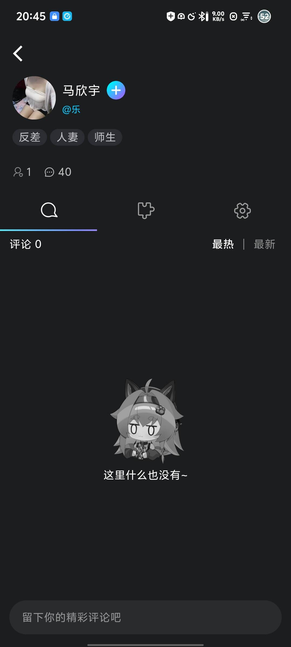 20:45
9.00
KB/s
52
马欣宇
@乐
反差 人妻 师生
1 40
评论 0 最热 | 最新
这里什么也没有~
留下你的精彩评论吧